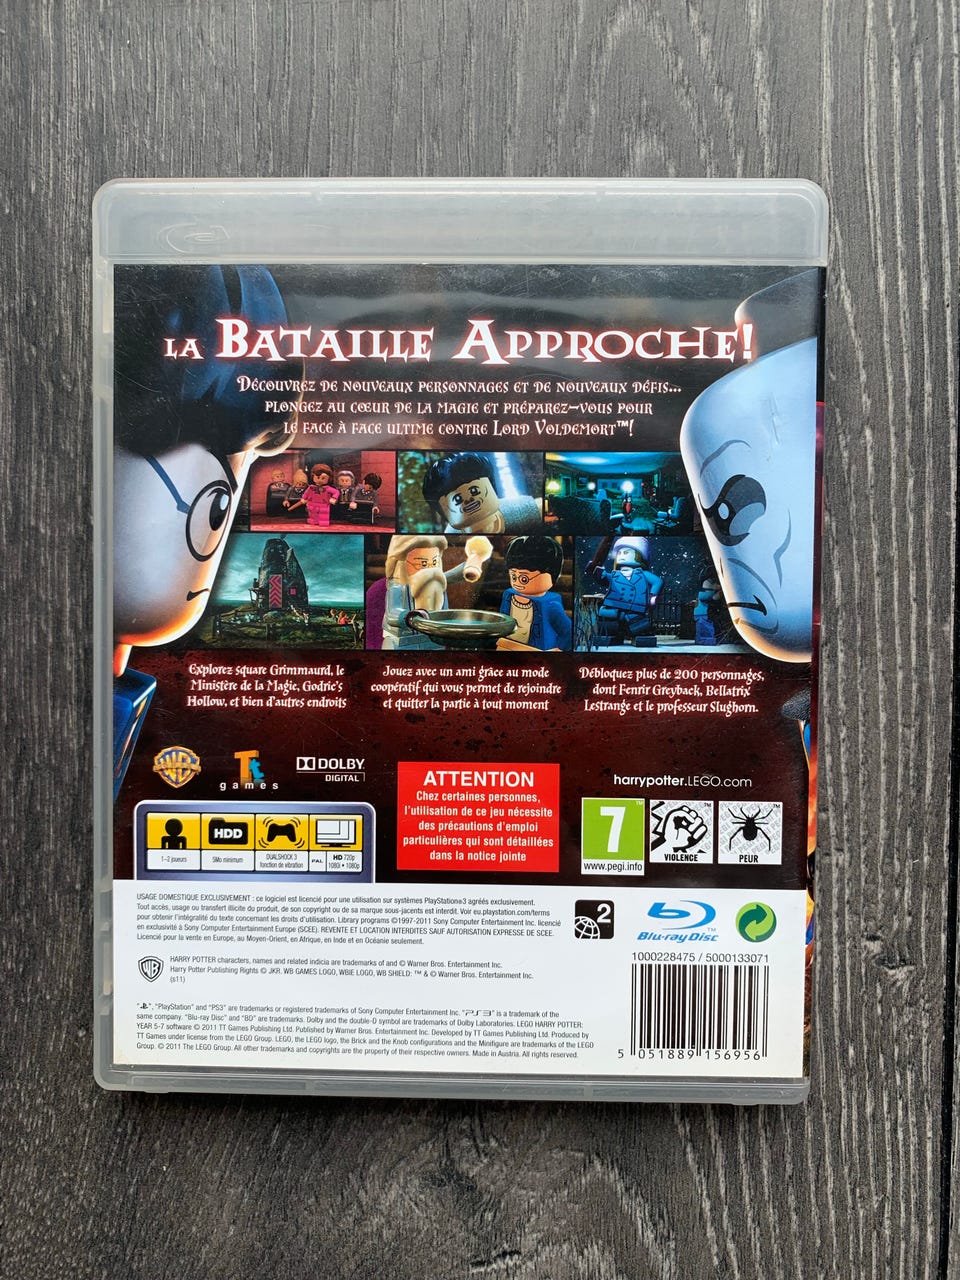 LA BATAILLE APPROCHE!
DÉCOUVREZ DE NOUVEAUX PERSONNAGES ET DE NOUVEAUX DÉFIS...
PLONGEZ AU CŒUR DE LA MAGIE ET PRÉPAREZ-VOUS POUR
LE FACE À FACE ULTIME CONTRE LORD VOLDEMORT™!
Explorez square Grimmaurd, le
Ministère de la Magie, Godric's
Hollow, et bien d'autres endroits
Jouez avec un ami grâce au mode
coopératif qui vous permet de rejoindre
et quitter la partie à tout moment
Débloquez plus de 200 personnages,
dont Fenrir Greyback, Bellatrix
Lestrange et le professeur Slughorn.
WB
Tt
games
DOLBY
DIGITAL
ATTENTION
Chez certaines personnes,
l'utilisation de ce jeu nécessite
des précautions d'emploi
particulières qui sont détaillées
dans la notice jointe
harrypotter.LEGO.com
7
www.pegi.info
VIOLENCE
PEUR
HDD
1-2 joueurs
5Mo minimum
DUALSHOCK 3
fonction de vibration
PAL
HD 720p
1080i • 1080p
USAGE DOMESTIQUE EXCLUSIVEMENT : ce logiciel est licencié pour une utilisation sur systèmes PlayStation®3 agréés exclusivement.
Tout accès, usage ou transfert illicite du produit, de son copyright ou de sa marque sous-jacents est interdit. Voir eu.playstation.com/terms
pour obtenir l'intégralité du texte concernant les droits d'utilisation. Library programs ©1997-2011 Sony Computer Entertainment Inc. licencié
en exclusivité à Sony Computer Entertainment Europe (SCEE). REVENTE ET LOCATION INTERDITES SAUF AUTORISATION EXPRESSE DE SCEE.
Licencié pour la vente en Europe, au Moyen-Orient, en Afrique, en Inde et en Océanie seulement.
2
Blu-ray Disc™
WB
HARRY POTTER characters, names and related indicia are trademarks of and © Warner Bros. Entertainment Inc.
Harry Potter Publishing Rights © JKR. WB GAMES LOGO, WBIE LOGO, WB SHIELD: ™ & © Warner Bros. Entertainment Inc.
(s11)
1000228475 / 5000133071
"PlayStation" and "PS3" are trademarks or registered trademarks of Sony Computer Entertainment Inc. "PS3" is a trademark of the
same company. "Blu-ray Disc" and "BD" are trademarks. Dolby and the double-D symbol are trademarks of Dolby Laboratories. LEGO HARRY POTTER:
YEAR 5-7 software © 2011 TT Games Publishing Ltd. Published by Warner Bros. Entertainment Inc. Developed by TT Games Publishing Ltd. Produced by
TT Games under license from the LEGO Group. LEGO, the LEGO logo, the Brick and the Knob configurations and the Minifigure are trademarks of the LEGO
Group. © 2011 The LEGO Group. All other trademarks and copyrights are the property of their respective owners. Made in Austria. All rights reserved.
5 051889 156956